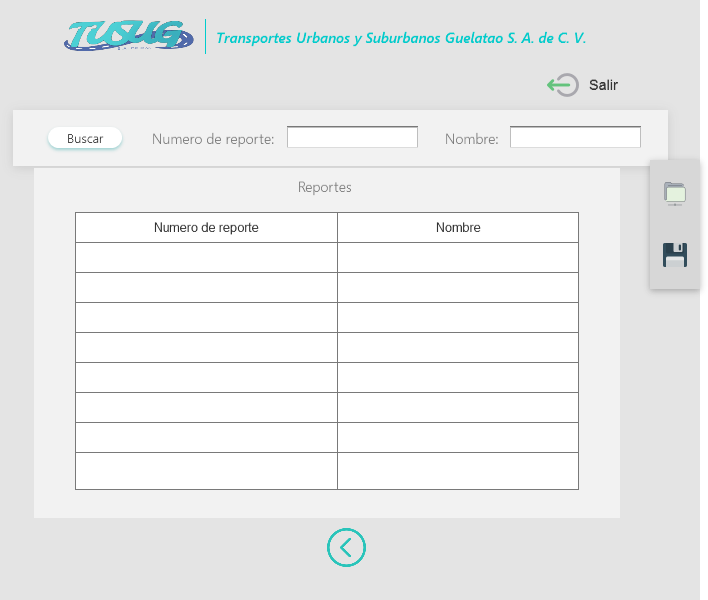 TUSUG
Transportes Urbanos y Suburbanos Guelatao S. A. de C. V.
Salir
Buscar
Numero de reporte:
Nombre:
Reportes
Numero de reporte
Nombre